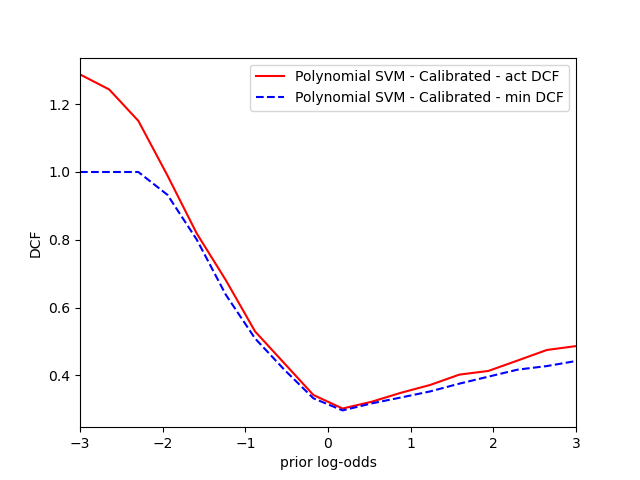 Polynomial SVM - Calibrated - act DCF
Polynomial SVM - Calibrated - min DCF
1.2
1.0
0.8
0.6
0.4
DCF
−3 −2 −1 0 1 2 3
prior log-odds